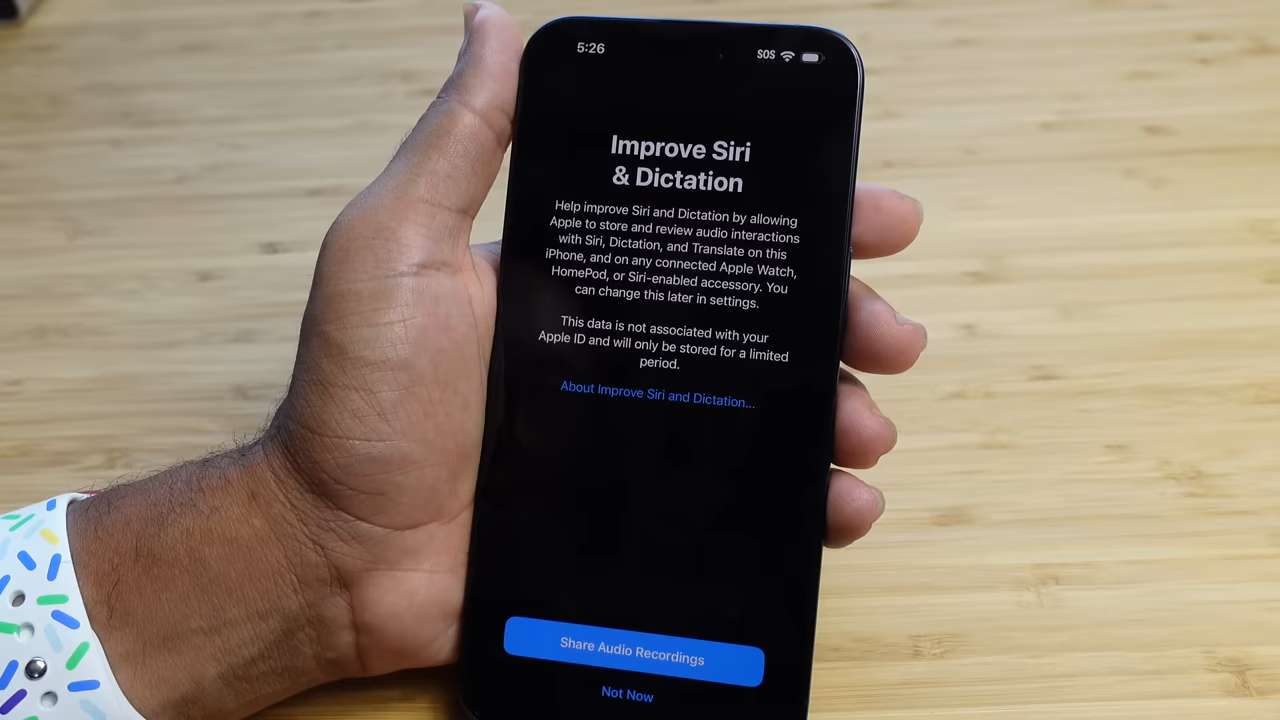 5:26
SOS
Improve Siri
& Dictation
Help improve Siri and Dictation by allowing
Apple to store and review audio interactions
with Siri, Dictation, and Translate on this
iPhone, and on any connected Apple Watch,
HomePod, or Siri-enabled accessory. You
can change this later in settings.
This data is not associated with your
Apple ID and will only be stored for a limited
period.
About Improve Siri and Dictation...
Share Audio Recordings
Not Now